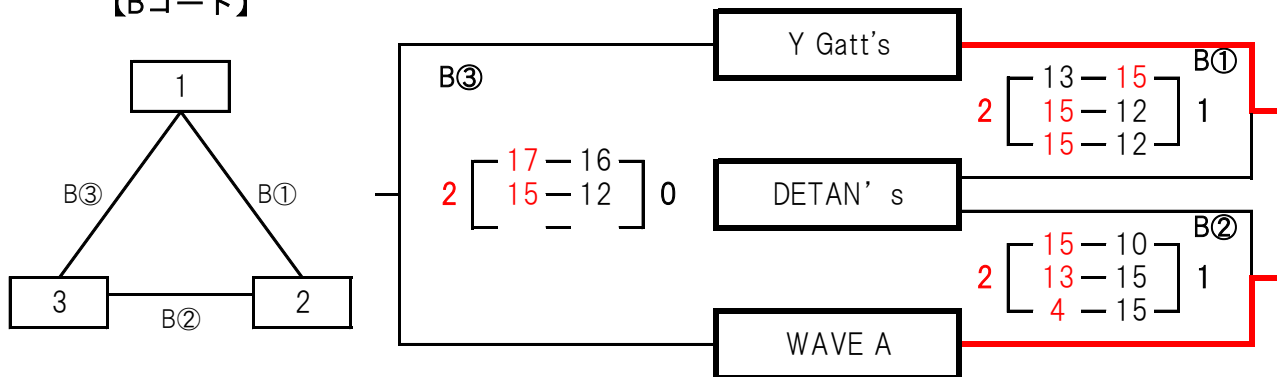 【Bコート】
1
B③
B①
3
B②
2
B③
2
17 — 16
15 — 12
—
0
Y Gatt's
DETAN' s
WAVE A
B①
2
13 — 15
15 — 12
15 — 12
1
B②
2
15 — 10
13 — 15
4 — 15
1